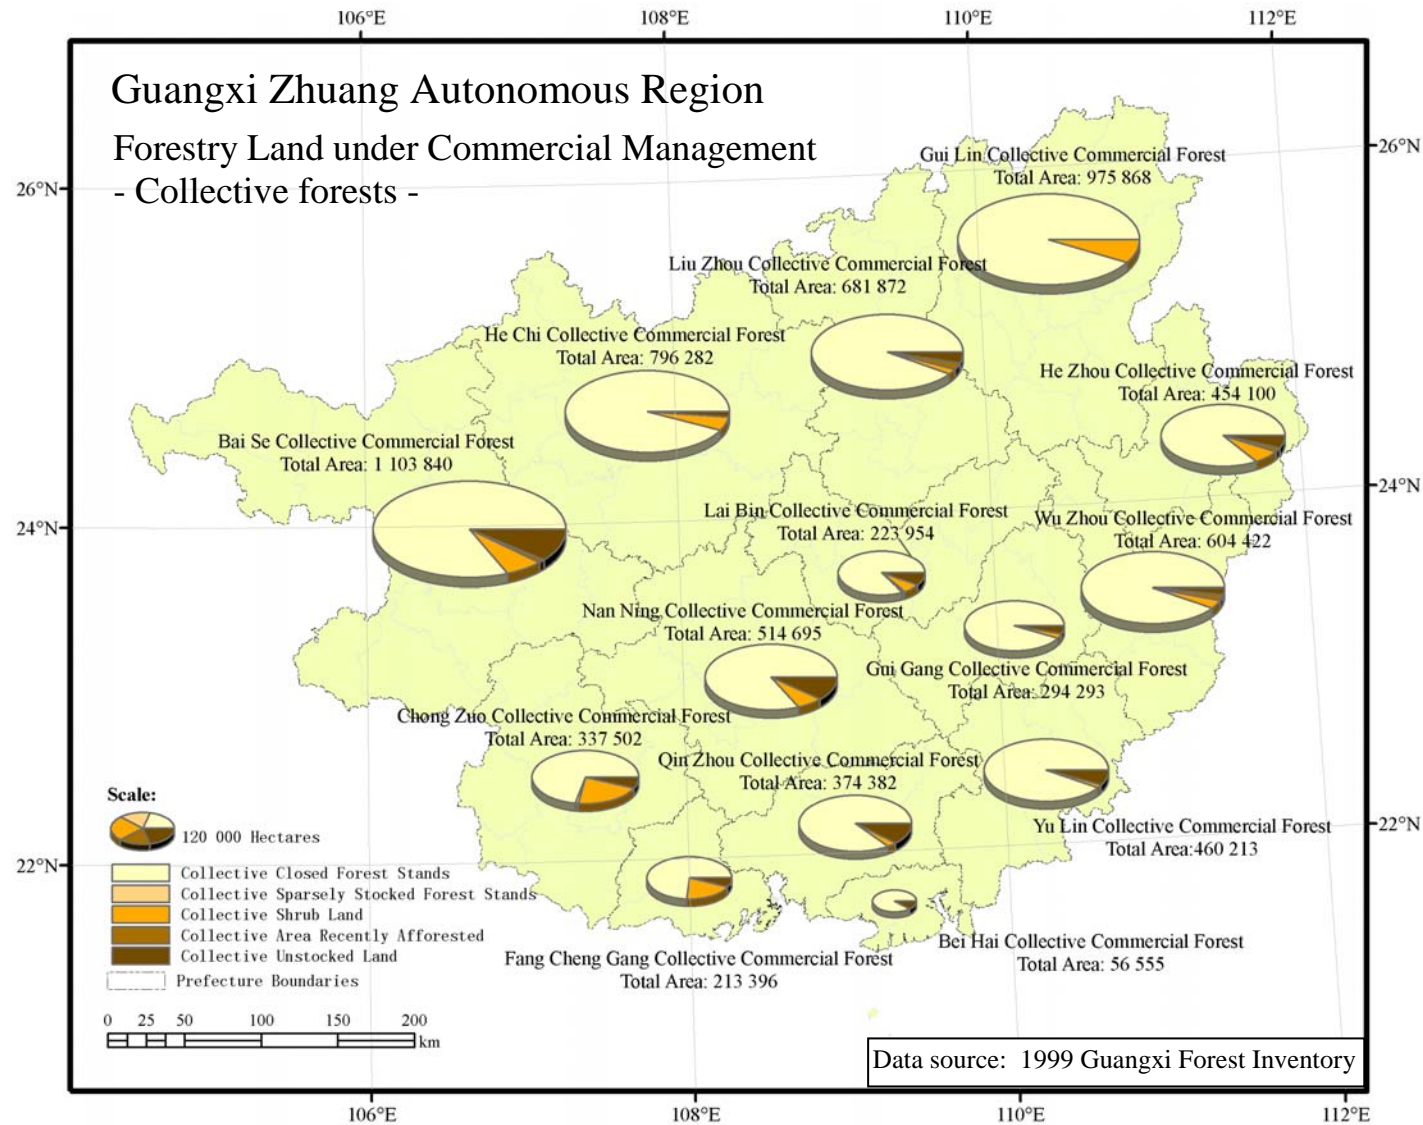 106°E 108°E 110°E 112°E
Guangxi Zhuang Autonomous Region
Forestry Land under Commercial Management
- Collective forests -
26°N
26°N
Gui Lin Collective Commercial Forest
Total Area: 975 868
Liu Zhou Collective Commercial Forest
Total Area: 681 872
He Chi Collective Commercial Forest
Total Area: 796 282
He Zhou Collective Commercial Forest
Total Area: 454 100
Bai Se Collective Commercial Forest
Total Area: 1 103 840
24°N
24°N
Lai Bin Collective Commercial Forest
Total Area: 223 954
Wu Zhou Collective Commercial Forest
Total Area: 604 422
Nan Ning Collective Commercial Forest
Total Area: 514 695
Gui Gang Collective Commercial Forest
Total Area: 294 293
Chong Zuo Collective Commercial Forest
Total Area: 337 502
Qin Zhou Collective Commercial Forest
Total Area: 374 382
Yu Lin Collective Commercial Forest
Total Area:460 213
22°N
22°N
Bei Hai Collective Commercial Forest
Total Area: 56 555
Fang Cheng Gang Collective Commercial Forest
Total Area: 213 396
Scale:
120 000 Hectares
Collective Closed Forest Stands
Collective Sparsely Stocked Forest Stands
Collective Shrub Land
Collective Area Recently Afforested
Collective Unstocked Land
Prefecture Boundaries
0 25 50 100 150 200
km
Data source: 1999 Guangxi Forest Inventory
106°E 108°E 110°E 112°E